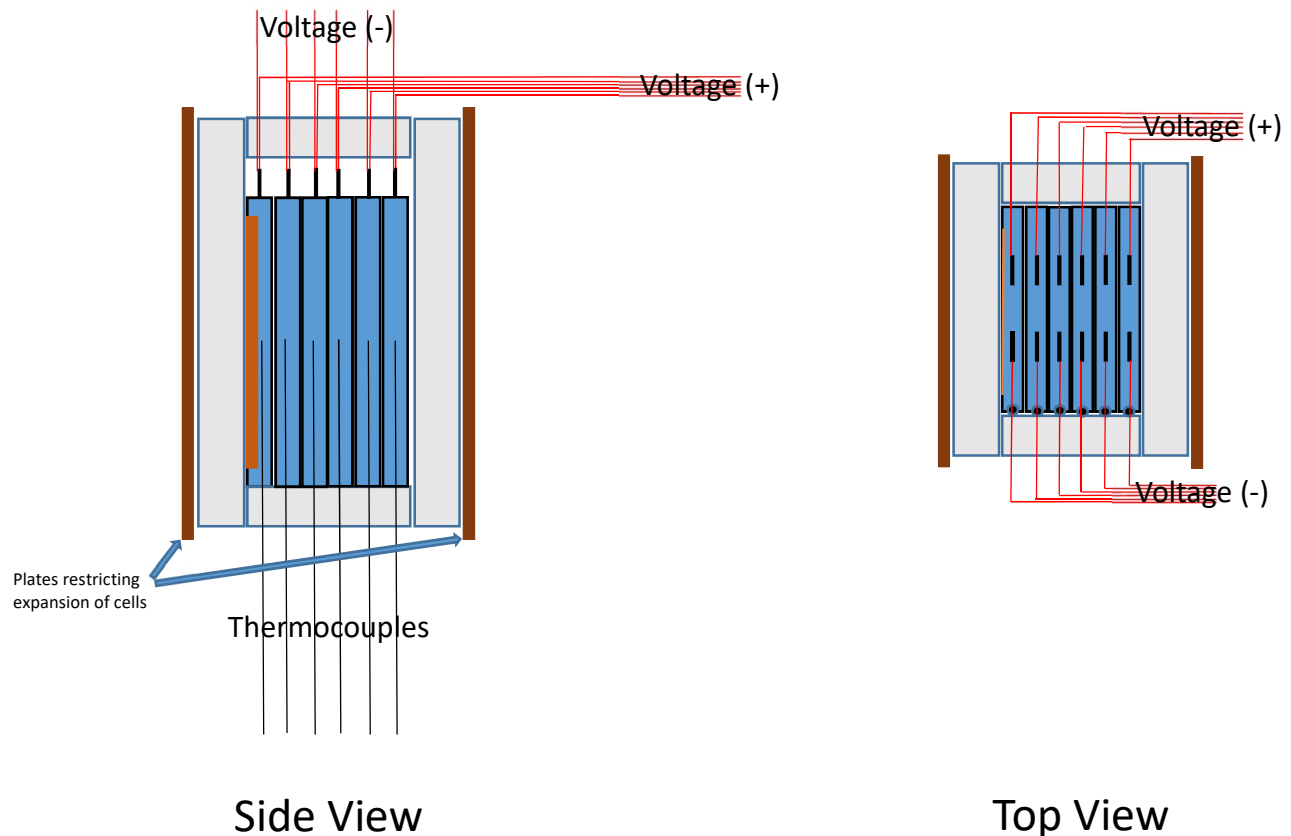 Voltage (-)
Voltage (+)
Voltage (+)
Plates restricting
expansion of cells
Thermocouples
Voltage (-)
Side View
Top View